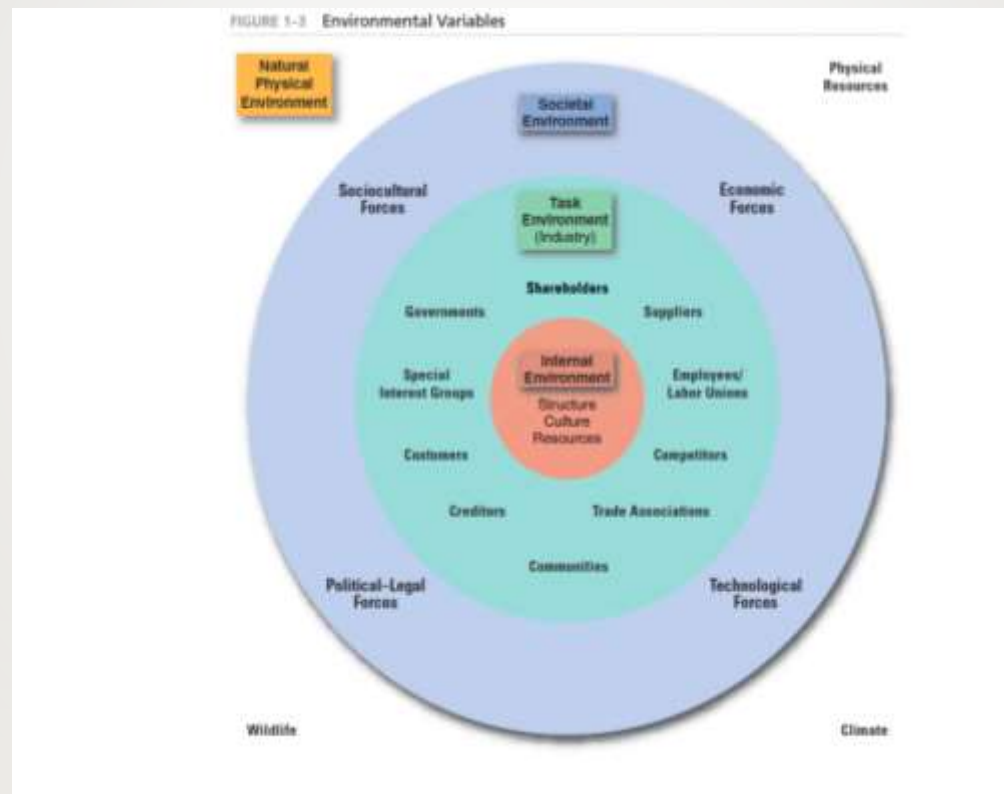 FIGURE 1-3 Environmental Variables
Natural
Physical
Environment
Physical
Resources
Societal
Environment
Sociocultural
Forces
Economic
Forces
Task
Environment
(Industry)
Shareholders
Governments
Suppliers
Internal
Environment
Structure
Culture
Resources
Special
Interest Groups
Employees/
Labor Unions
Customers
Competitors
Creditors
Trade Associations
Communities
Political–Legal
Forces
Technological
Forces
Wildlife
Climate